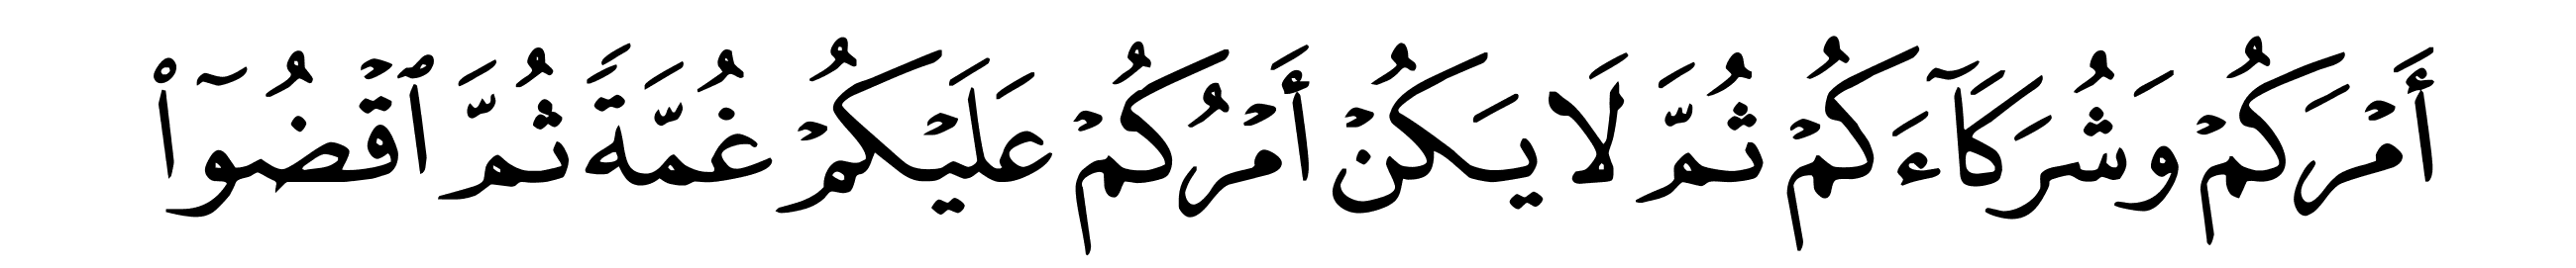 أَمْرَكُمْ وَشُرَكَآءَكُمْ ثُمَّ لَا يَكُنْ أَمْرُكُمْ عَلَيْكُمْ غُمَّةً ثُمَّ ٱقْضُوٓا۟